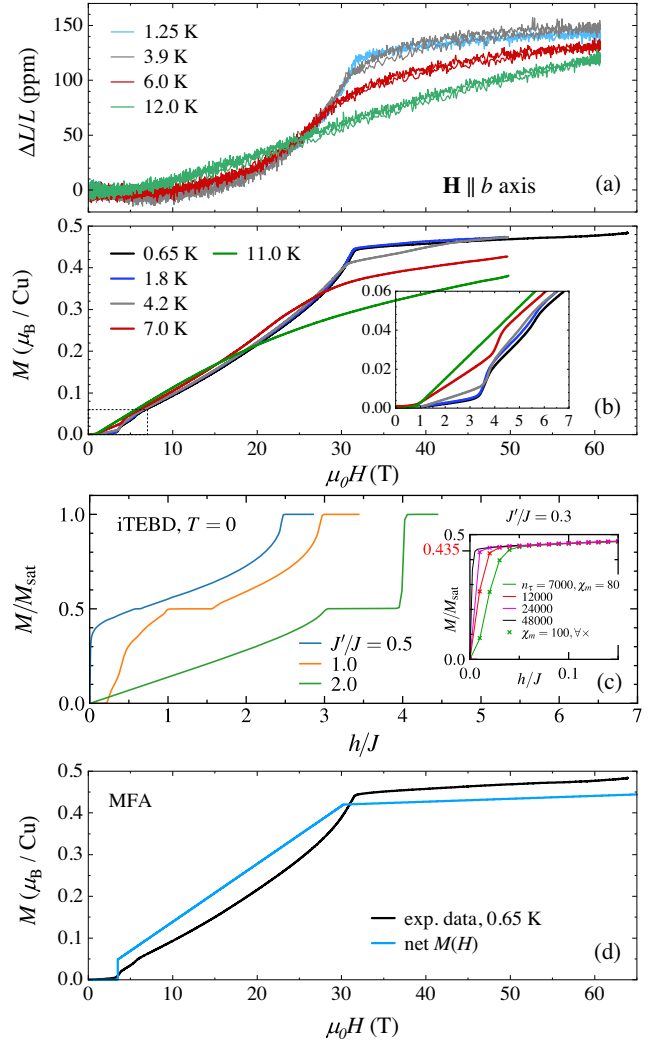 150
100
50
0
ΔL/L (ppm)
1.25 K
3.9 K
6.0 K
12.0 K
H || b axis
(a)
0.5
0.4
0.3
0.2
0.1
0.0
M (μB / Cu)
0.65 K
11.0 K
1.8 K
4.2 K
7.0 K
0.06
0.04
0.02
0.00
0 1 2 3 4 5 6 7
(b)
0 10 20 30 40 50 60
μ0H (T)
1.0
0.5
0.0
M/Msat
iTEBD, T = 0
J'/J = 0.5
1.0
2.0
J'/J = 0.3
0.5
0.435
0.0
M/Msat
nτ = 7000, χm = 80
12000
24000
48000
χm = 100, ∀×
0.0 0.1
h/J
(c)
0 1 2 3 4 5 6 7
h/J
0.5
0.4
0.3
0.2
0.1
0.0
M (μB / Cu)
MFA
exp. data, 0.65 K
net M(H)
(d)
0 10 20 30 40 50 60
μ0H (T)